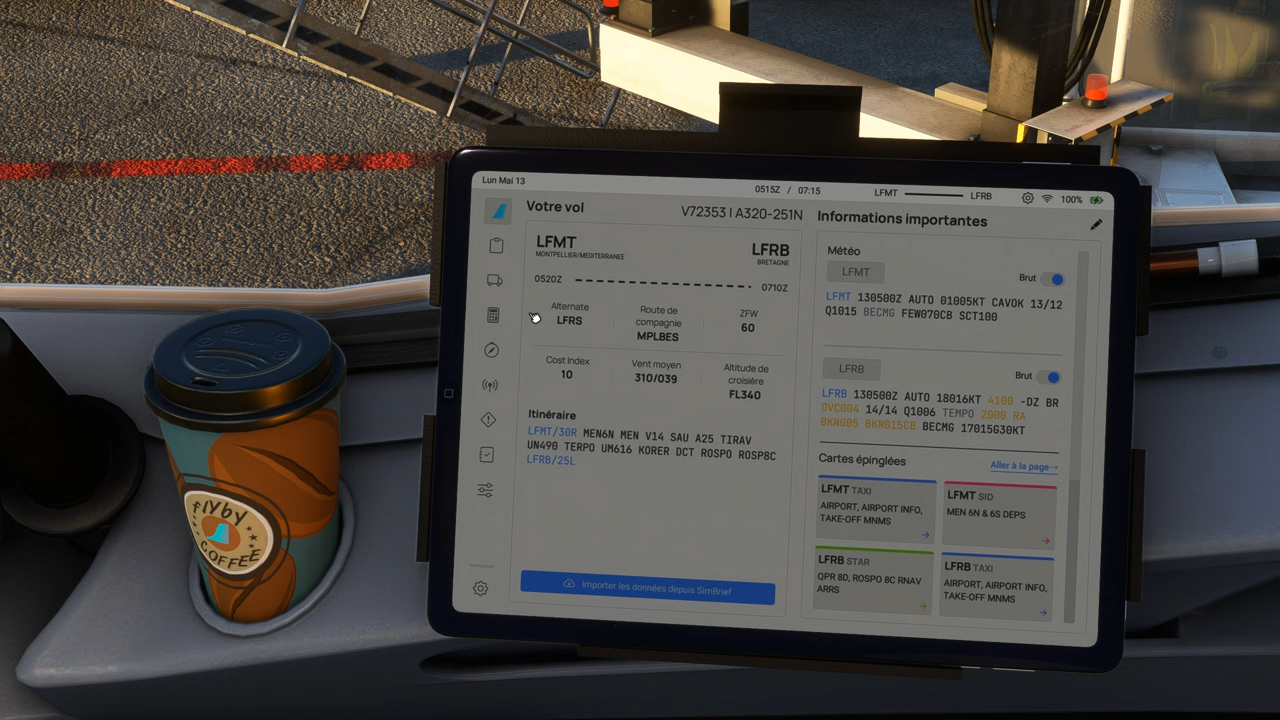 Lun Mai 13
0515Z / 07:15
LFMT LFRB
100%
Votre vol
V72353 | A320-251N
LFMT
MONTPELLIER/MEDITERRANEE
LFRB
BRETAGNE
0520Z
0710Z
Alternate
LFRS
Route de
compagnie
MPLBES
ZFW
60
Cost Index
10
Vent moyen
310/039
Altitude de
croisière
FL340
Itinéraire
LFMT/30R MEN6N MEN V14 SAU A25 TIRAV
UN490 TERPO UM616 KORER DCT ROSPO ROSP8C
LFRB/25L
Importer les données depuis SimBrief
Informations importantes
Météo
LFMT
Brut
LFMT 130500Z AUTO 01005KT CAVOK 13/12
Q1015 BECMG FEW070CB SCT100
LFRB
Brut
LFRB 130500Z AUTO 18016KT 4100 -DZ BR
OVC004 14/14 Q1006 TEMPO 2000 RA
BKN005 BKN015CB BECMG 17015G30KT
Cartes épinglées
Aller à la page
LFMT TAXI
AIRPORT, AIRPORT INFO,
TAKE-OFF MNMS
LFMT SID
MEN 6N & 6S DEPS
LFRB STAR
QPR 8D, ROSPO 8C RNAV
ARRS
LFRB TAXI
AIRPORT, AIRPORT INFO,
TAKE-OFF MNMS
flyby
COFFEE